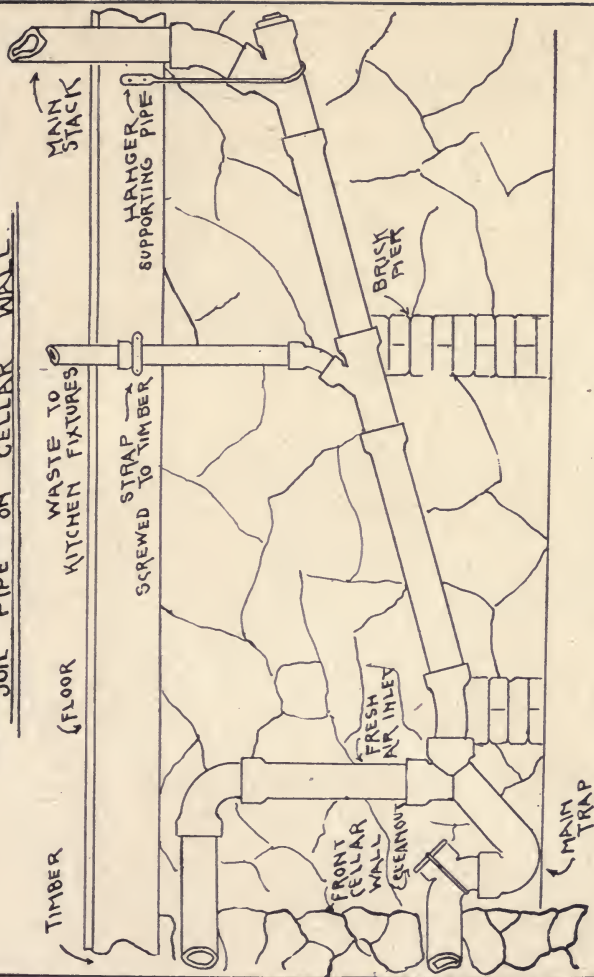 SOIL PIPE ON CELLAR WALL.
TIMBER
FLOOR
WASTE TO
KITCHEN FIXTURES
MAIN
STACK
STRAP
SCREWED TO TIMBER
HANGER
SUPPORTING PIPE
BRICK
PIER
FRESH
AIR INLET
FRONT
CELLAR
WALL
CLEANOUT
MAIN
TRAP